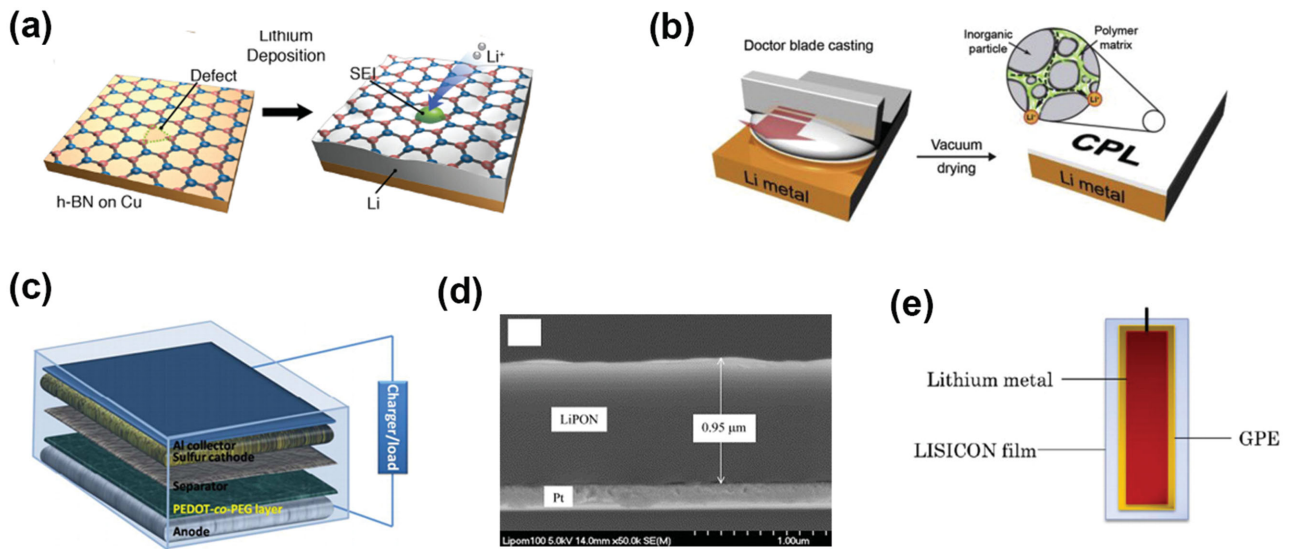 (a)
Lithium
Deposition
Defect
SEI
Li⁺
h-BN on Cu
Li
(b)
Doctor blade casting
Inorganic
particle
Polymer
matrix
Li⁺
Li⁺
Vacuum
drying
CPL
Li metal
Li metal
(c)
Al collector
Sulfur cathode
Separator
PEDOT-co-PEG layer
Anode
Charger/load
(d)
LiPON
0.95 μm
Pt
Lipom100 5.0kV 14.0mm x50.0k SE(M)
1.00um
(e)
Lithium metal
LISICON film
GPE